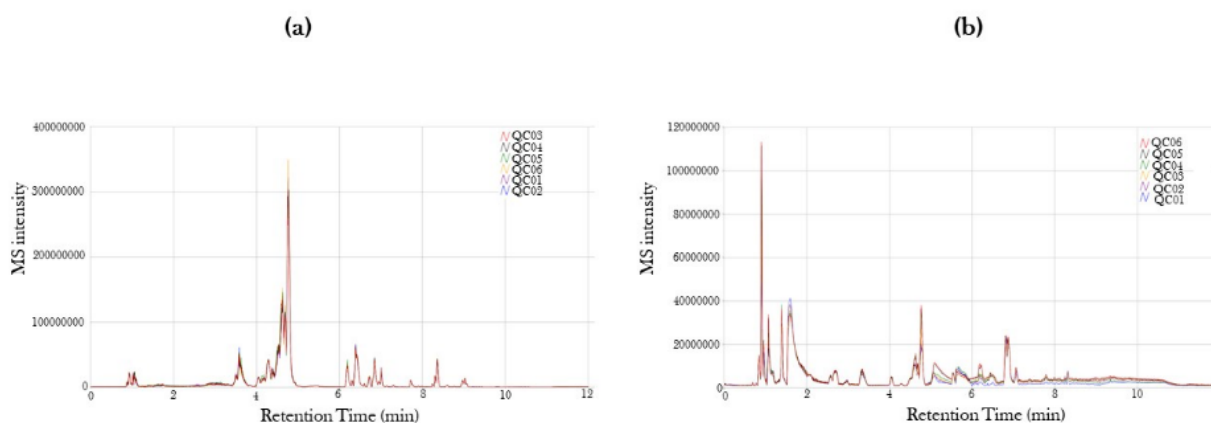 (a)
(b)
400000000
300000000
200000000
100000000
0
MS intensity
QC03
QC04
QC05
QC06
QC01
QC02
0
2
4
6
8
10
12
Retention Time (min)
120000000
100000000
80000000
60000000
40000000
20000000
0
MS intensity
QC06
QC05
QC04
QC03
QC02
QC01
0
2
4
6
8
10
Retention Time (min)